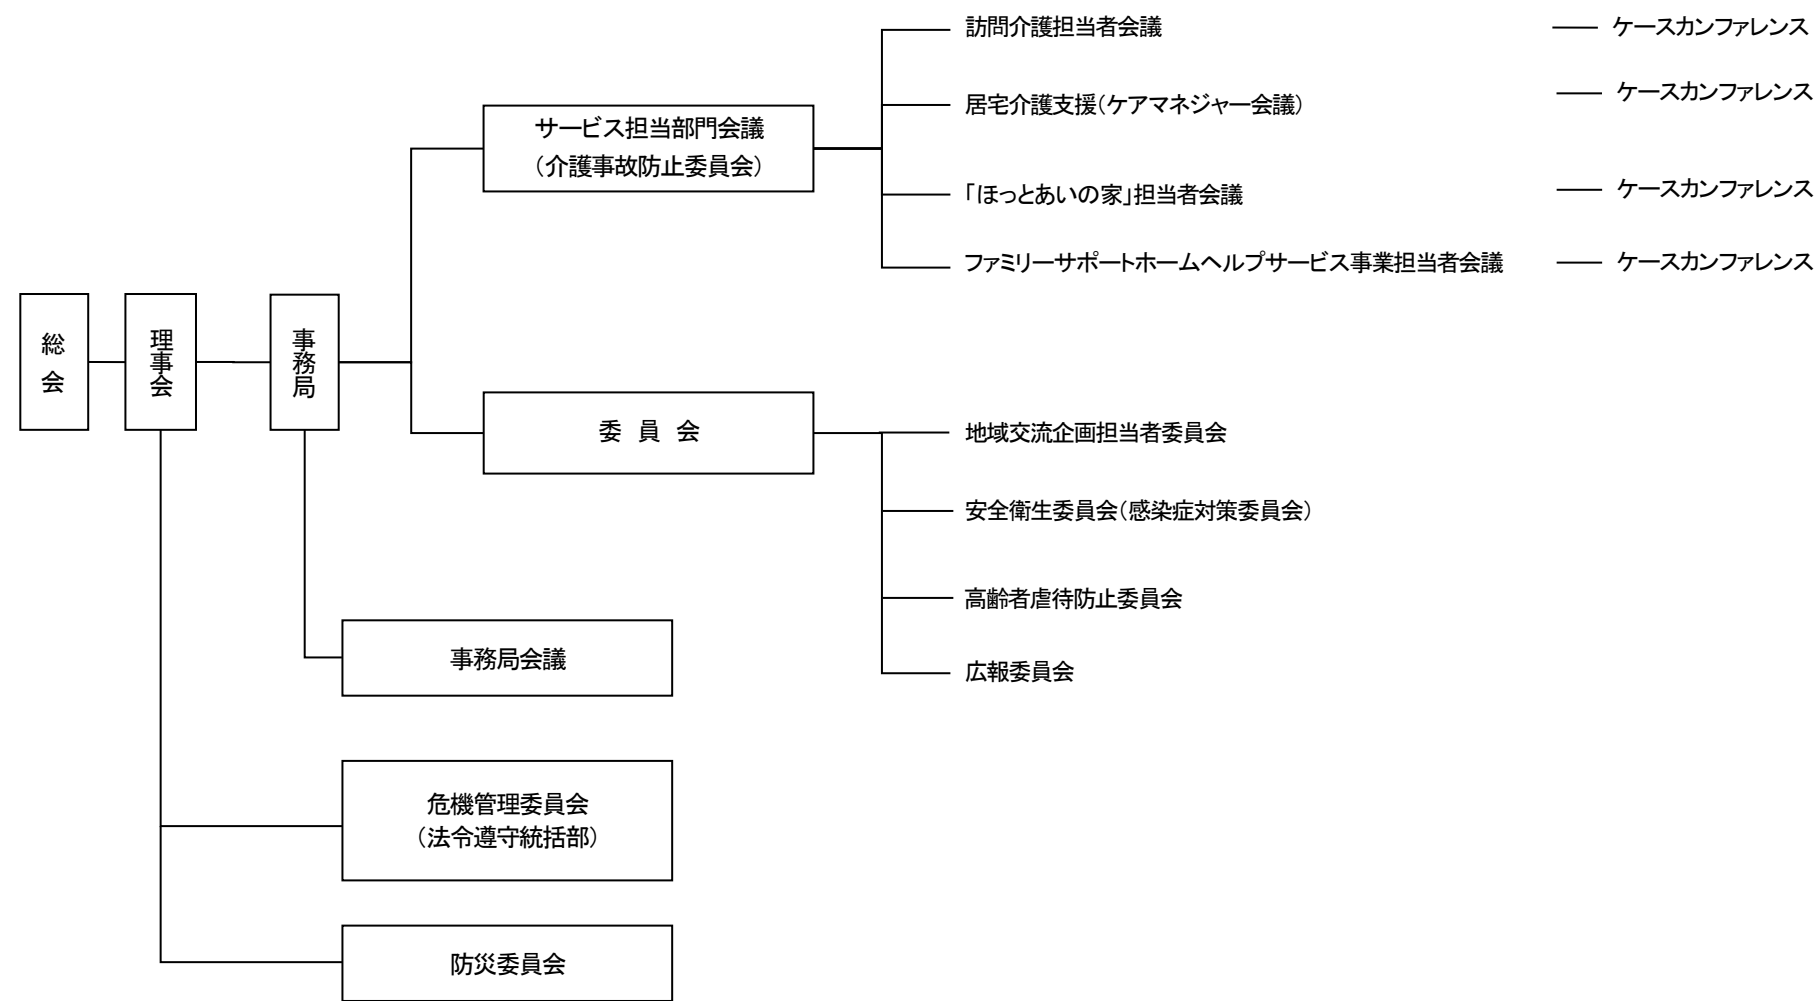 訪問介護担当者会議
ケースカンファレンス
居宅介護支援(ケアマネジャー会議)
ケースカンファレンス
サービス担当部門会議
(介護事故防止委員会)
「ほっとあいの家」担当者会議
ケースカンファレンス
ファミリーサポートホームヘルプサービス事業担当者会議
ケースカンファレンス
総会
理事会
事務局
委 員 会
地域交流企画担当者委員会
安全衛生委員会(感染症対策委員会)
高齢者虐待防止委員会
広報委員会
事務局会議
危機管理委員会
(法令遵守統括部)
防災委員会